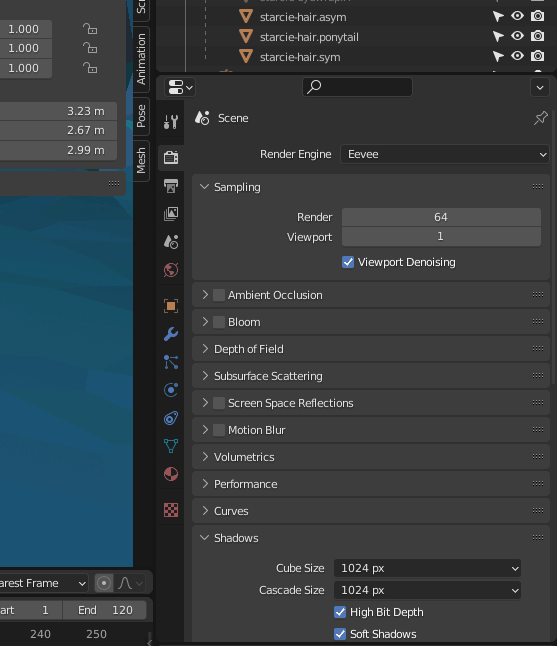 starcie-hair.asym
starcie-hair.ponytail
starcie-hair.sym
1.000
1.000
1.000
3.23 m
2.67 m
2.99 m
Animation
Pose
Mesh
Scene
Render Engine Eevee
Sampling
Render 64
Viewport 1
Viewport Denoising
Ambient Occlusion
Bloom
Depth of Field
Subsurface Scattering
Screen Space Reflections
Motion Blur
Volumetrics
Performance
Curves
Shadows
Cube Size 1024 px
Cascade Size 1024 px
High Bit Depth
Soft Shadows
arest Frame
art 1 End 120
240 250